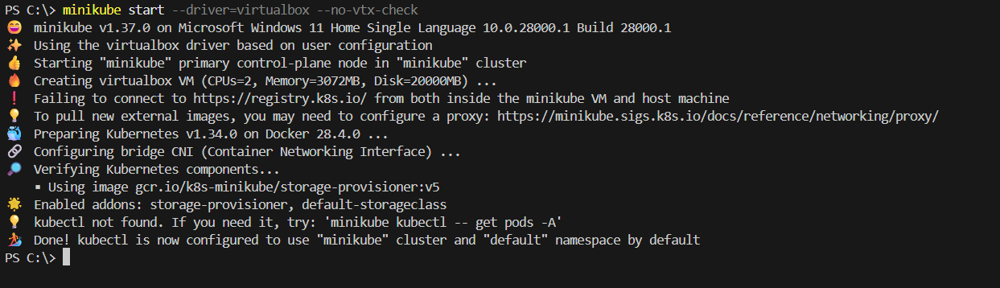 PS C:\> minikube start --driver=virtualbox --no-vtx-check
😄 minikube v1.37.0 on Microsoft Windows 11 Home Single Language 10.0.28000.1 Build 28000.1
✨ Using the virtualbox driver based on user configuration
👍 Starting "minikube" primary control-plane node in "minikube" cluster
🔥 Creating virtualbox VM (CPUs=2, Memory=3072MB, Disk=20000MB) ...
❗ Failing to connect to https://registry.k8s.io/ from both inside the minikube VM and host machine
💡 To pull new external images, you may need to configure a proxy: https://minikube.sigs.k8s.io/docs/reference/networking/proxy/
🐳 Preparing Kubernetes v1.34.0 on Docker 28.4.0 ...
🔗 Configuring bridge CNI (Container Networking Interface) ...
🔎 Verifying Kubernetes components...
▪ Using image gcr.io/k8s-minikube/storage-provisioner:v5
🌟 Enabled addons: storage-provisioner, default-storageclass
💡 kubectl not found. If you need it, try: 'minikube kubectl -- get pods -A'
🏄 Done! kubectl is now configured to use "minikube" cluster and "default" namespace by default
PS C:\>